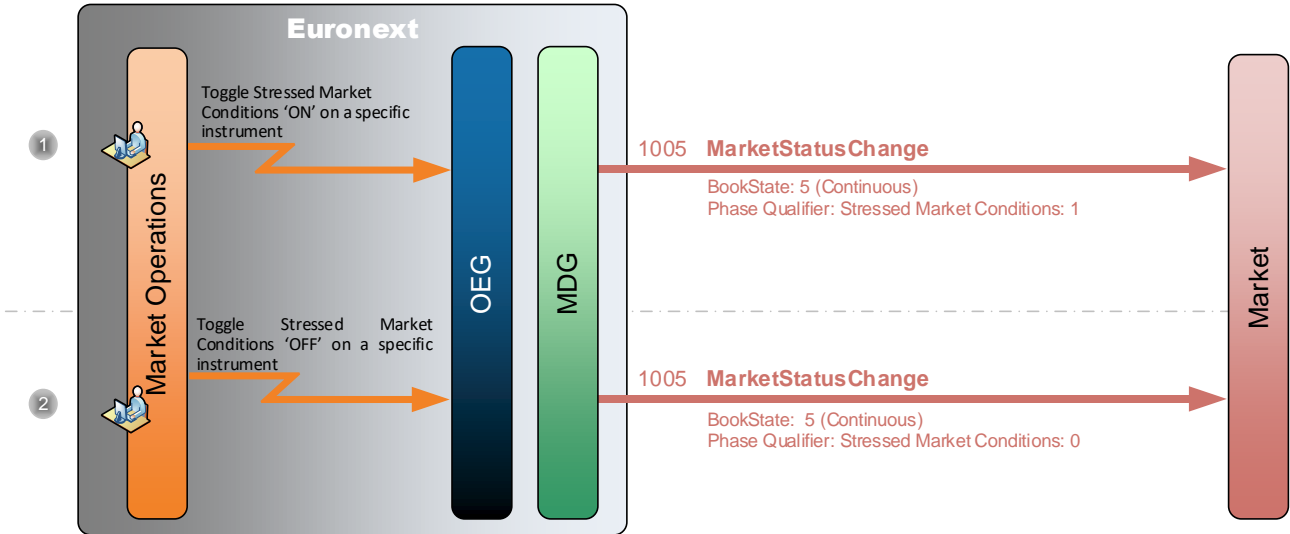 Euronext
Toggle Stressed Market
Conditions ‘ON’ on a specific
instrument
1
1005 MarketStatusChange
BookState: 5 (Continuous)
Phase Qualifier: Stressed Market Conditions: 1
Market Operations
OEG
MDG
Market
Toggle Stressed Market
Conditions ‘OFF’ on a specific
instrument
2
1005 MarketStatusChange
BookState: 5 (Continuous)
Phase Qualifier: Stressed Market Conditions: 0